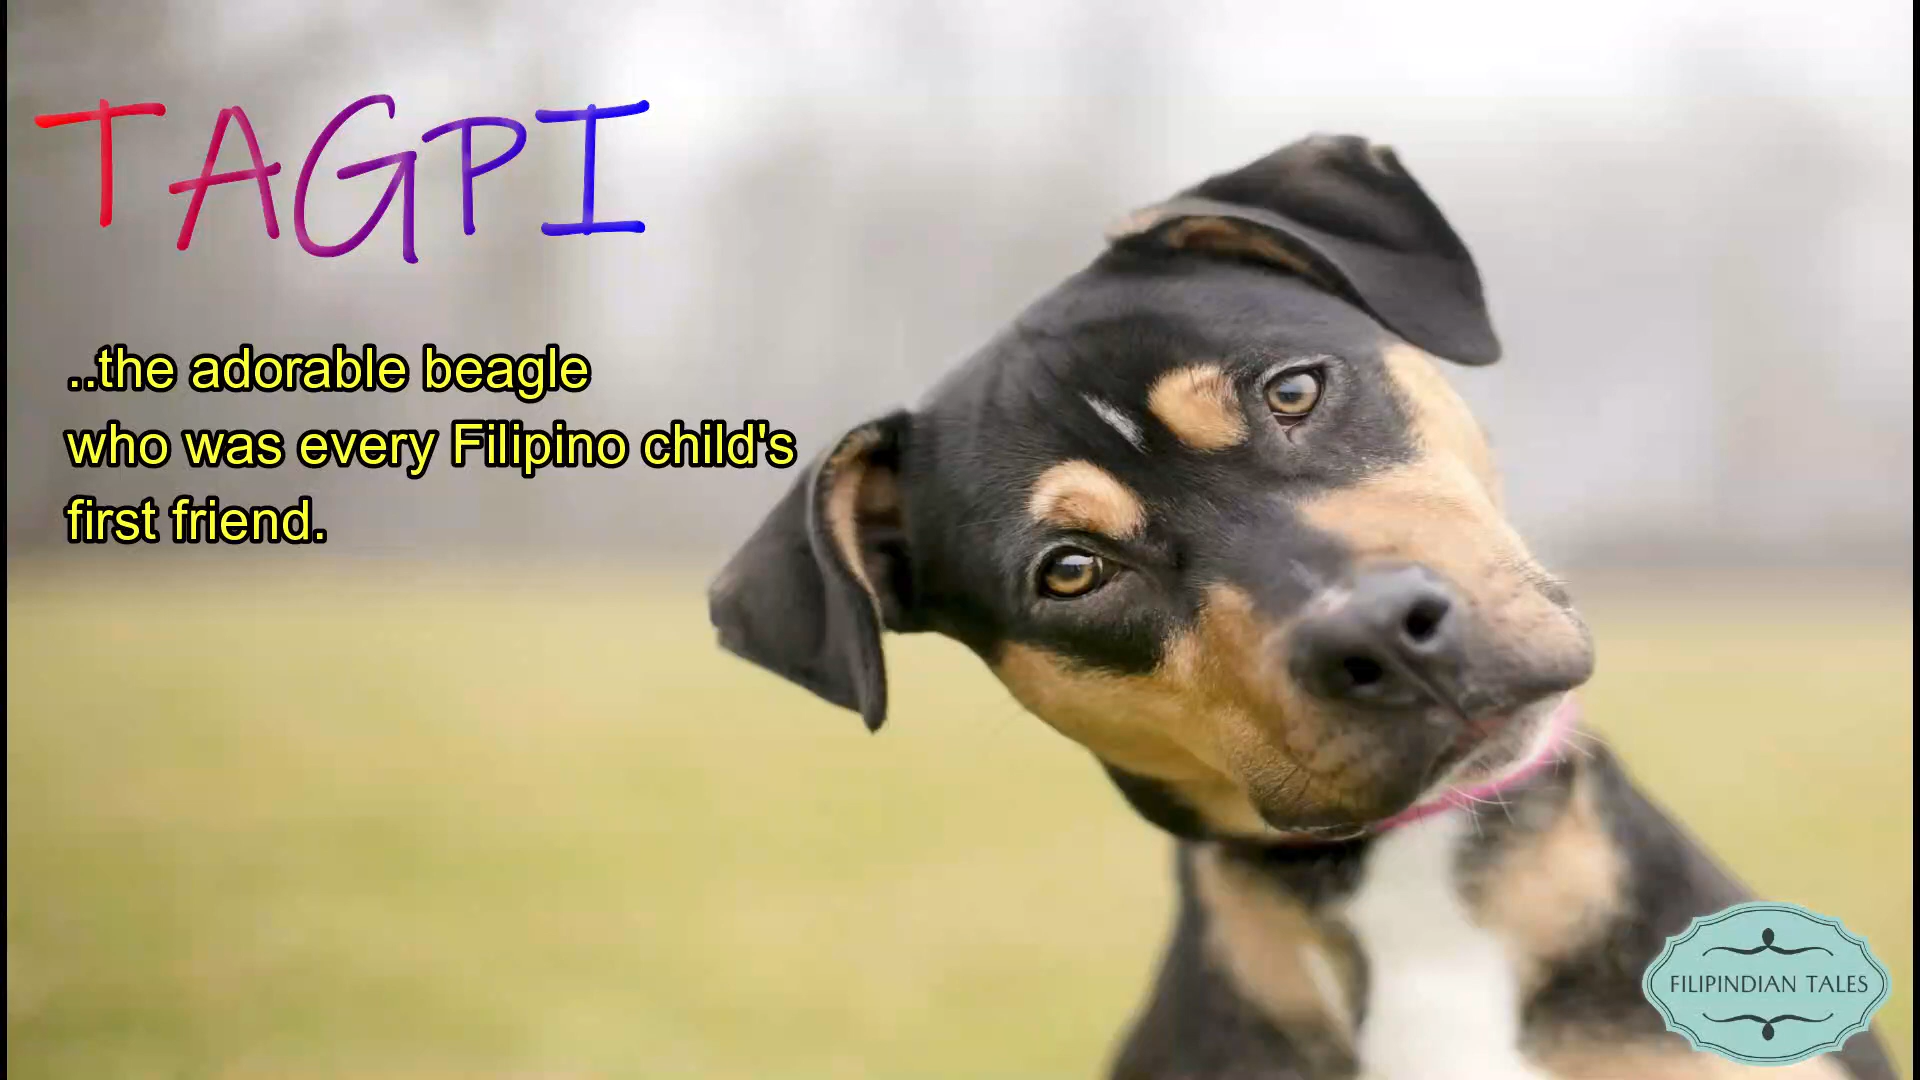 TAGPI
..the adorable beagle
who was every Filipino child's
first friend.
FILIPINDIAN TALES